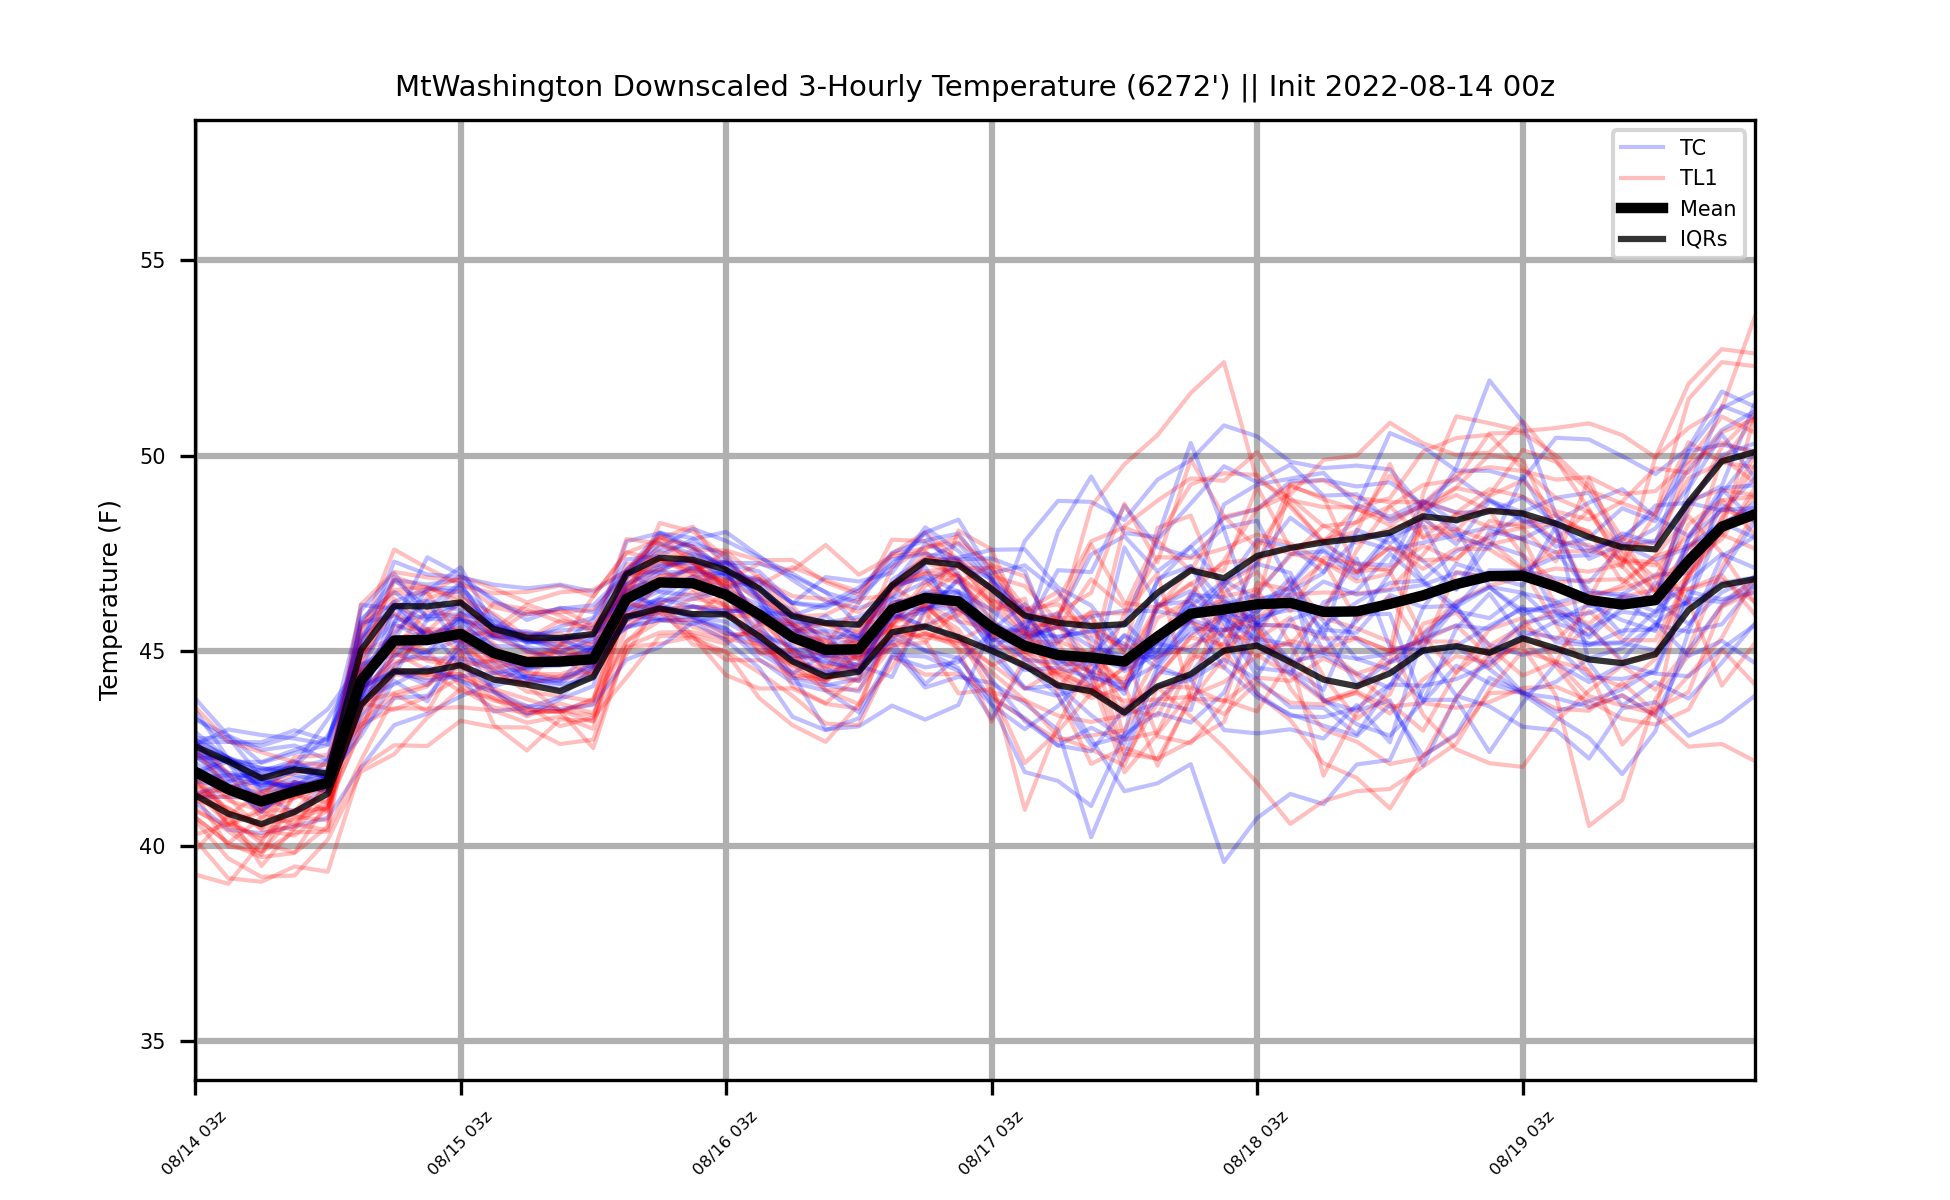 MtWashington Downscaled 3-Hourly Temperature (6272') || Init 2022-08-14 00z
TC
TL1
Mean
IQRs
Temperature (F)
55
50
45
40
35
08/14 03z
08/15 03z
08/16 03z
08/17 03z
08/18 03z
08/19 03z